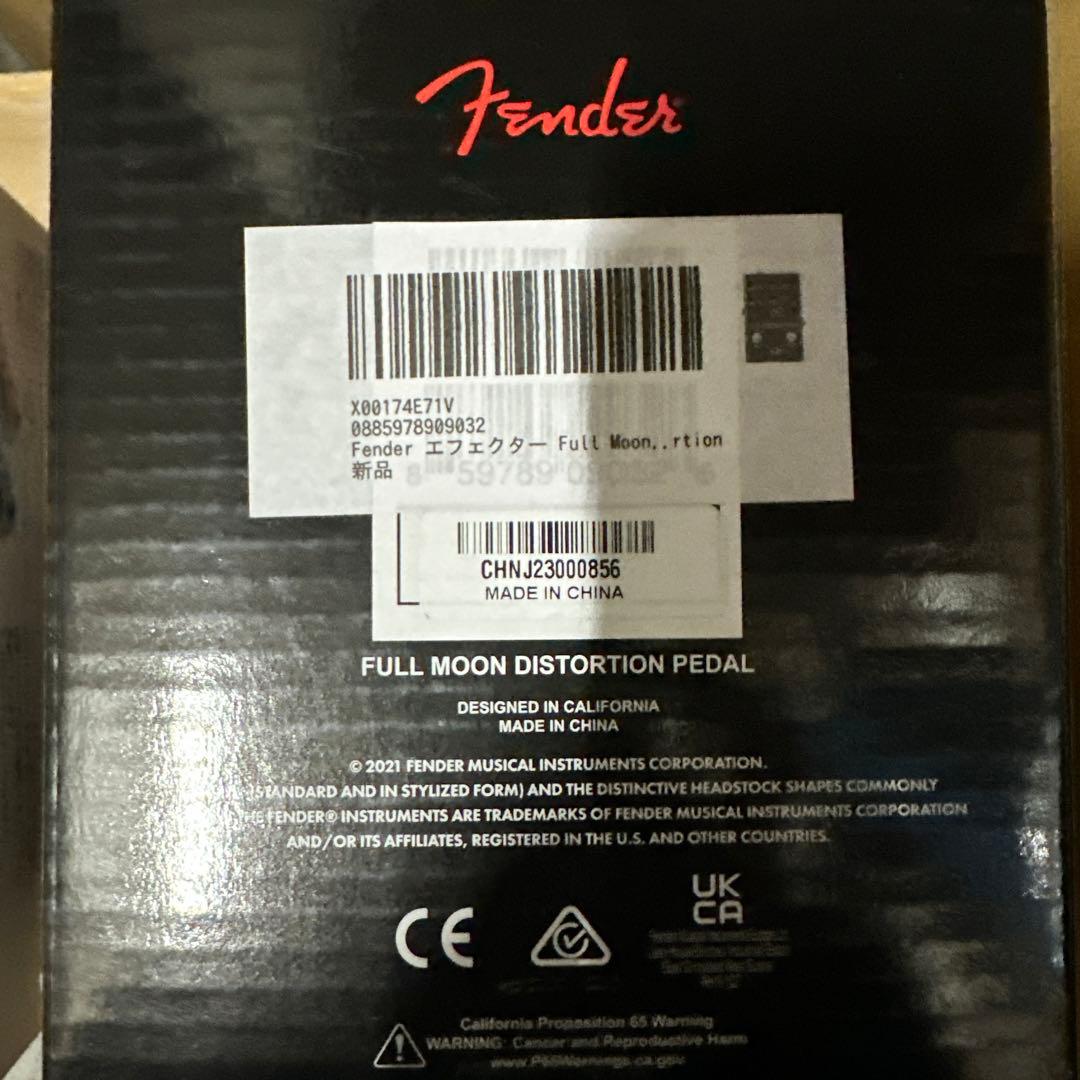 Fender
X00174E71V
0885978909032
Fender エフェクター Full Moon...rtion
新品
CHNJ23000856
MADE IN CHINA
FULL MOON DISTORTION PEDAL
DESIGNED IN CALIFORNIA
MADE IN CHINA
© 2021 FENDER MUSICAL INSTRUMENTS CORPORATION.
(STANDARD AND IN STYLIZED FORM) AND THE DISTINCTIVE HEADSTOCK SHAPES COMMONLY
FENDER® INSTRUMENTS ARE TRADEMARKS OF FENDER MUSICAL INSTRUMENTS CORPORATION
AND/OR ITS AFFILIATES, REGISTERED IN THE U.S. AND OTHER COUNTRIES.
UK
CA
CE
California Proposition 65 Warning
WARNING: Cancer and Reproductive Harm
www.P65Warnings.ca.gov